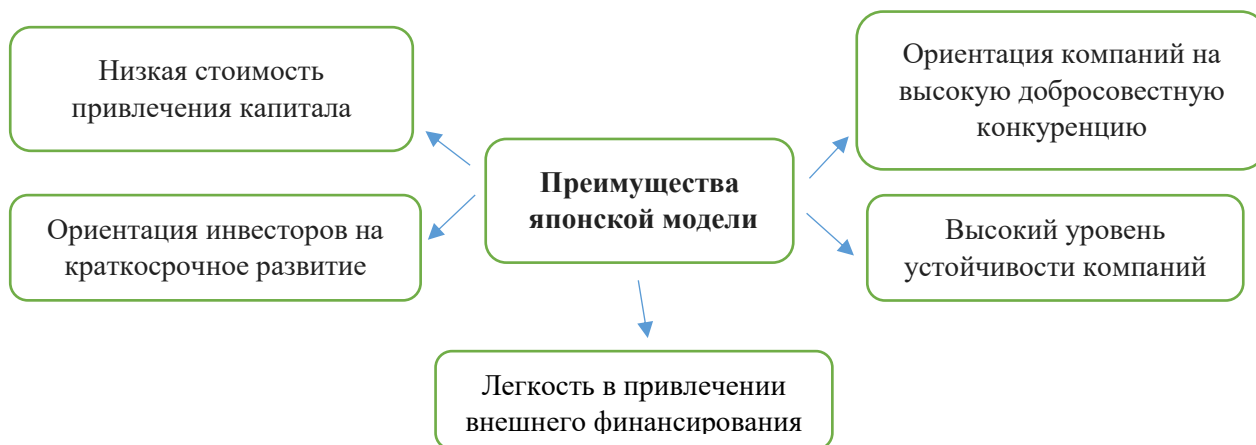 Низкая стоимость
привлечения капитала
Ориентация компаний на
высокую добросовестную
конкуренцию
Преимущества
японской модели
Ориентация инвесторов на
краткосрочное развитие
Высокий уровень
устойчивости компаний
Легкость в привлечении
внешнего финансирования